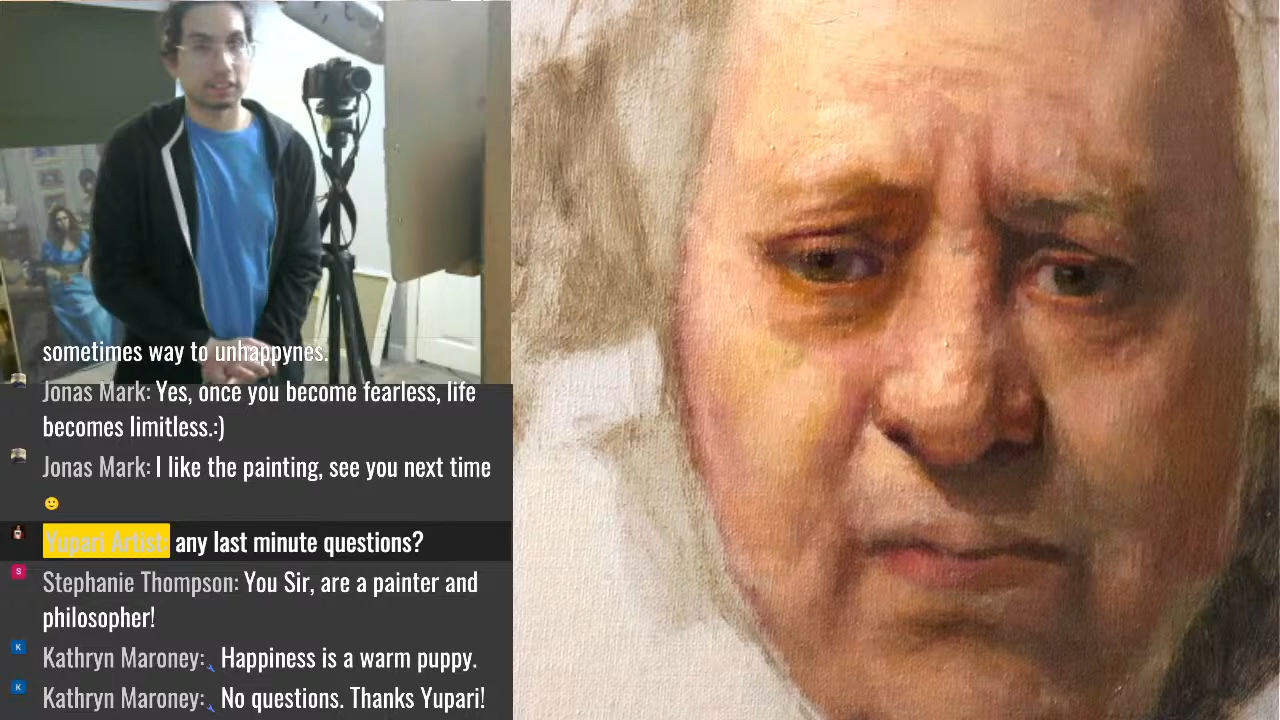 sometimes way to unhappynes.
Jonas Mark: Yes, once you become fearless, life
becomes limitless.:)
Jonas Mark: I like the painting, see you next time
🙂
Yupari Artist: any last minute questions?
S
Stephanie Thompson: You Sir, are a painter and
philosopher!
K
Kathryn Maroney: Happiness is a warm puppy.
K
Kathryn Maroney: No questions. Thanks Yupari!